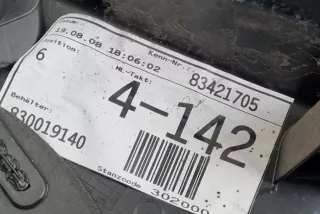 Datum:
19.08.08 18:06:02
Kenn-Nr.:
83421705
Position:
6
ML-Takt:
4-142
Behälter:
830019140
Stanzcode
302000